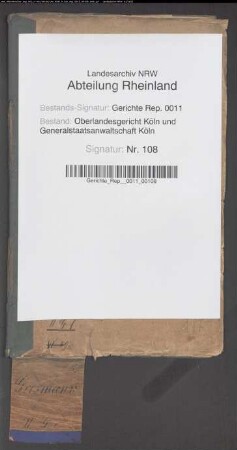 Landesarchiv NRW
Abteilung Rheinland
Bestands-Signatur: Gerichte Rep. 0011
Bestand: Oberlandesgericht Köln und
Generalstaatsanwaltschaft Köln
Signatur: Nr. 108
Gerichte_Rep._0011_00108